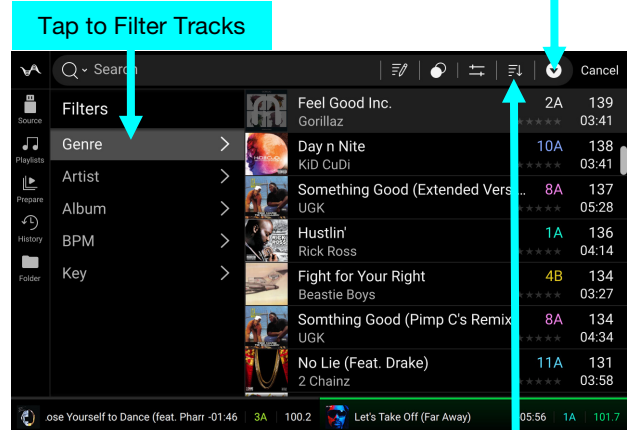 Tap to Filter Tracks
Search
Cancel
Source
Playlists
Prepare
History
Folder
Filters
Genre
Artist
Album
BPM
Key
Feel Good Inc. 2A 139
Gorillaz 03:41
Day n Nite 10A 138
KiD CuDi 03:41
Something Good (Extended Vers... 8A 137
UGK 05:28
Hustlin' 1A 136
Rick Ross 04:14
Fight for Your Right 4B 134
Beastie Boys 03:27
Somthing Good (Pimp C's Remix 8A 134
UGK 04:34
No Lie (Feat. Drake) 11A 131
2 Chainz 03:58
ose Yourself to Dance (feat. Pharr -01:46 3A 100.2 Let's Take Off (Far Away) 05:56 1A 101.7